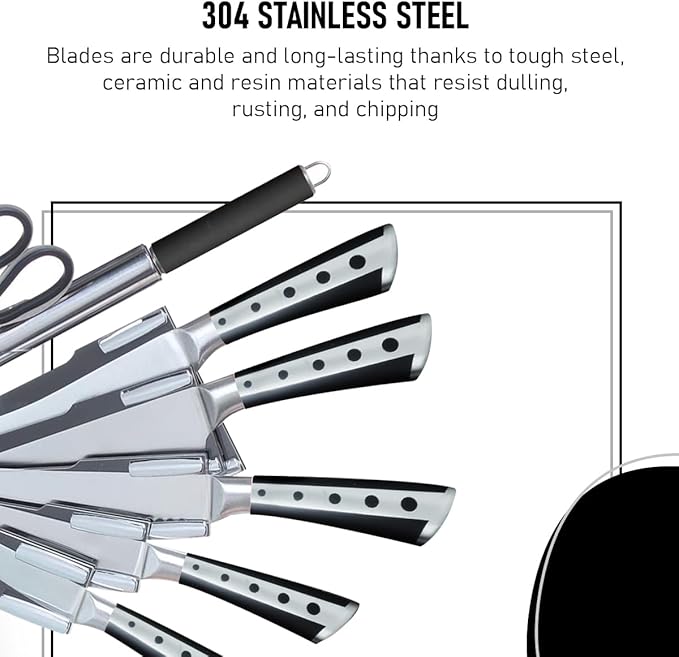 304 STAINLESS STEEL
Blades are durable and long-lasting thanks to tough steel,
ceramic and resin materials that resist dulling,
rusting, and chipping